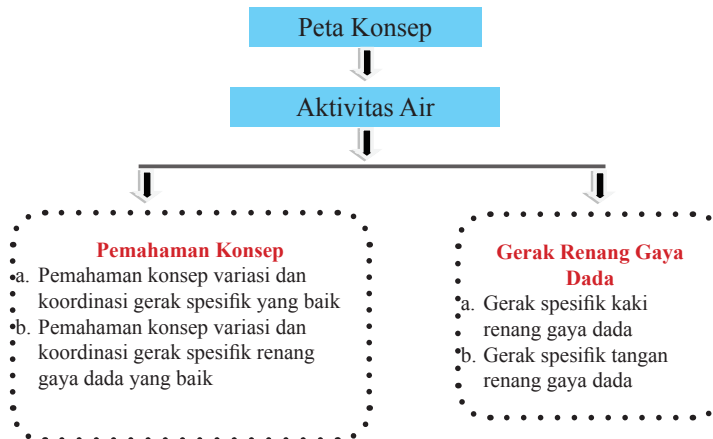 Peta Konsep
Aktivitas Air
Pemahaman Konsep
a. Pemahaman konsep variasi dan
koordinasi gerak spesifik yang baik
b. Pemahaman konsep variasi dan
koordinasi gerak spesifik renang
gaya dada yang baik
Gerak Renang Gaya
Dada
a. Gerak spesifik kaki
renang gaya dada
b. Gerak spesifik tangan
renang gaya dada